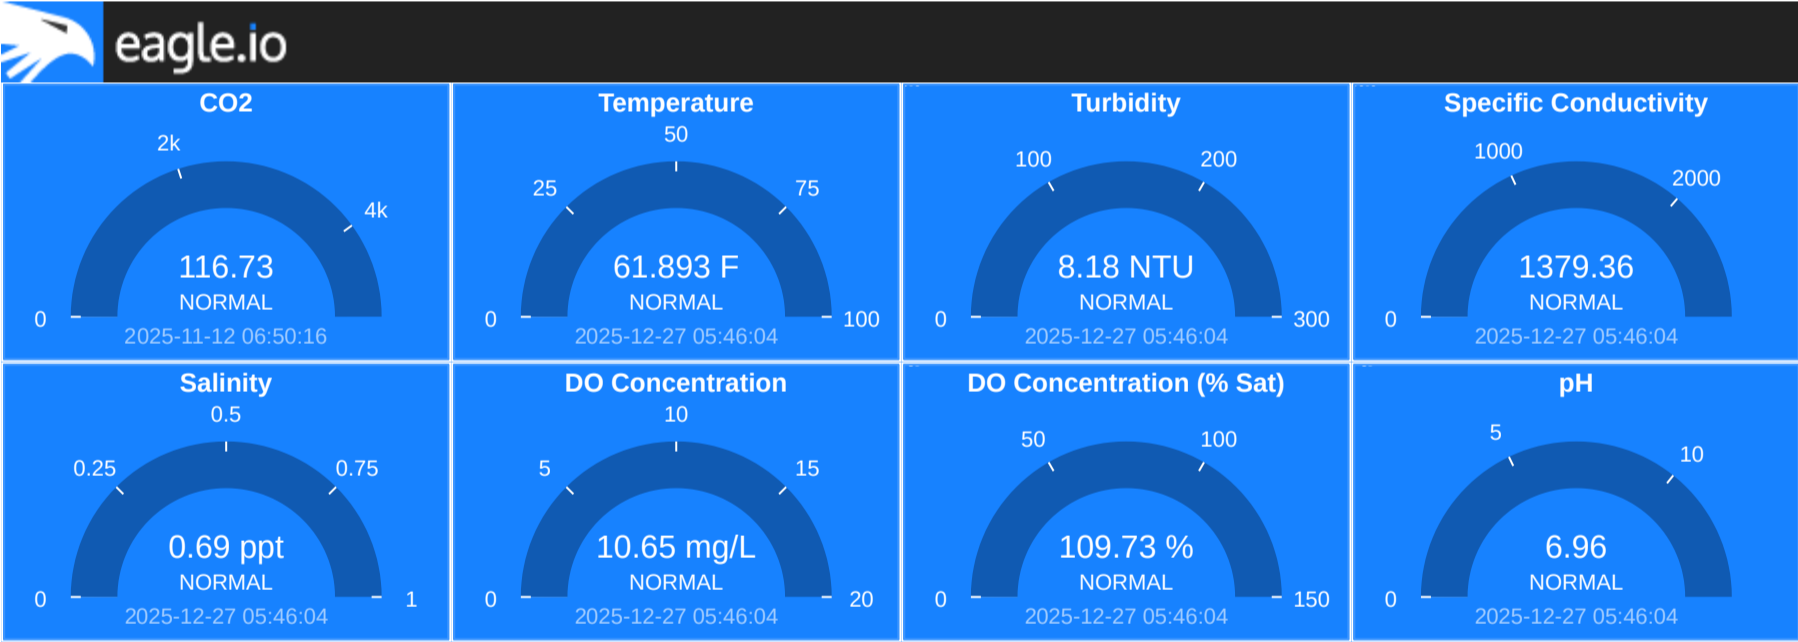 eagle.io
CO2
2k
4k
0
116.73
NORMAL
2025-11-12 06:50:16
Temperature
50
25
75
0
100
61.893 F
NORMAL
2025-12-27 05:46:04
Turbidity
100
200
0
300
8.18 NTU
NORMAL
2025-12-27 05:46:04
Specific Conductivity
1000
2000
0
1379.36
NORMAL
2025-12-27 05:46:04
Salinity
0.5
0.25
0.75
0
1
0.69 ppt
NORMAL
2025-12-27 05:46:04
DO Concentration
10
5
15
0
20
10.65 mg/L
NORMAL
2025-12-27 05:46:04
DO Concentration (% Sat)
50
100
0
150
109.73 %
NORMAL
2025-12-27 05:46:04
pH
5
10
0
6.96
NORMAL
2025-12-27 05:46:04